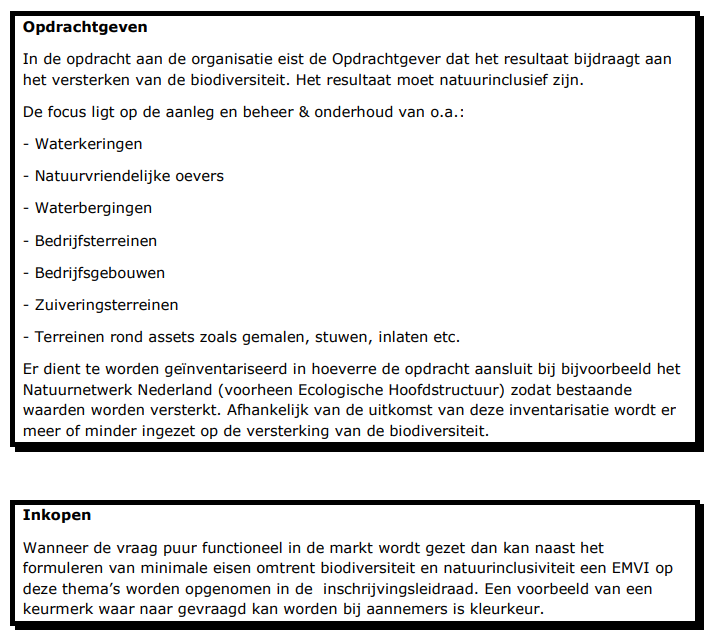 Opdrachtgeven
In de opdracht aan de organisatie eist de Opdrachtgever dat het resultaat bijdraagt aan
het versterken van de biodiversiteit. Het resultaat moet natuurinclusief zijn.
De focus ligt op de aanleg en beheer & onderhoud van o.a.:
- Waterkeringen
- Natuurvriendelijke oevers
- Waterbergingen
- Bedrijfsterreinen
- Bedrijfsgebouwen
- Zuiveringsterreinen
- Terreinen rond assets zoals gemalen, stuwen, inlaten etc.
Er dient te worden geïnventariseerd in hoeverre de opdracht aansluit bij bijvoorbeeld het
Natuurnetwerk Nederland (voorheen Ecologische Hoofdstructuur) zodat bestaande
waarden worden versterkt. Afhankelijk van de uitkomst van deze inventarisatie wordt er
meer of minder ingezet op de versterking van de biodiversiteit.
Inkopen
Wanneer de vraag puur functioneel in de markt wordt gezet dan kan naast het
formuleren van minimale eisen omtrent biodiversiteit en natuurinclusiviteit een EMVI op
deze thema’s worden opgenomen in de  inschrijvingsleidraad. Een voorbeeld van een
keurmerk waar naar gevraagd kan worden bij aannemers is kleurkeur.